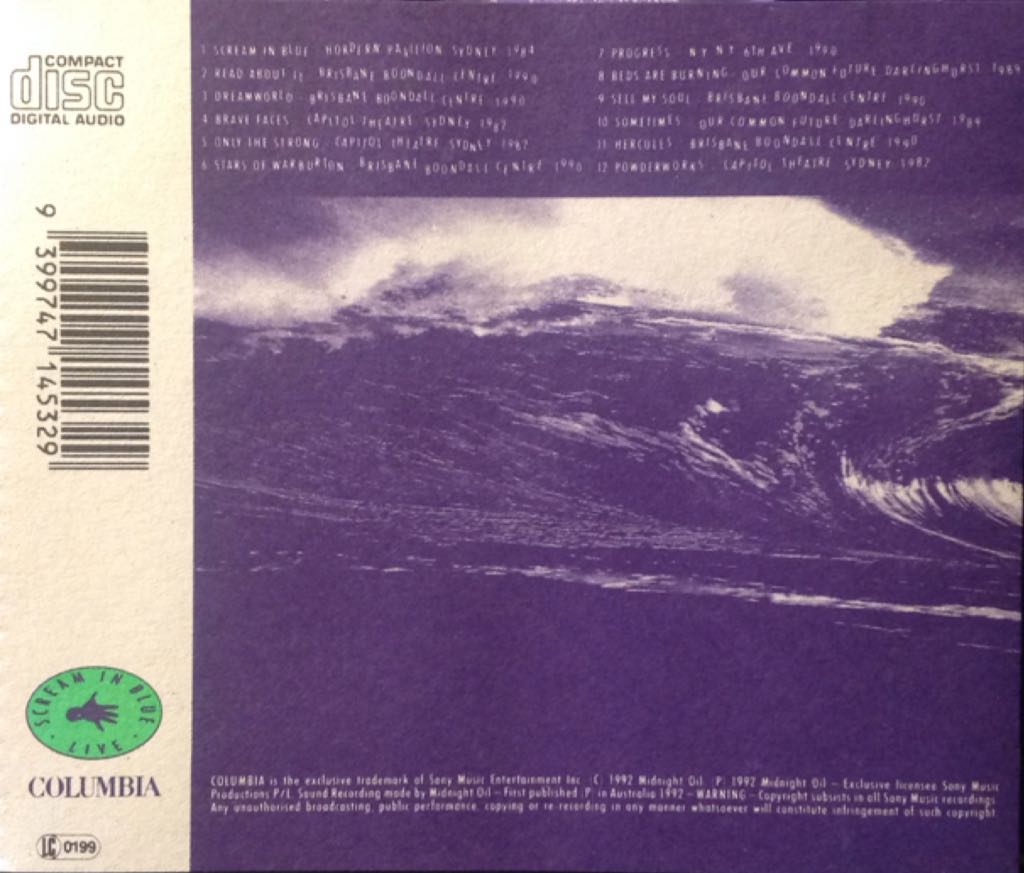 COMPACT
disc
DIGITAL AUDIO
1 SCREAM IN BLUE · HORDERN PAVILION SYDNEY 1984
2 READ ABOUT IT · BRISBANE BOONDALL CENTRE 1990
3 DREAMWORLD · BRISBANE BOONDALL CENTRE 1990
4 BRAVE FACES · CAPITOL THEATRE SYDNEY 1982
5 ONLY THE STRONG · CAPITOL THEATRE SYDNEY 1982
6 STARS OF WARBURTON · BRISBANE BOONDALL CENTRE 1990
7 PROGRESS · N Y N Y 6TH AVE 1990
8 BEDS ARE BURNING · OUR COMMON FUTURE DARLINGHURST 1989
9 SELL MY SOUL · BRISBANE BOONDALL CENTRE 1990
10 SOMETIMES · OUR COMMON FUTURE DARLINGHURST 1989
11 HERCULES · BRISBANE BOONDALL CENTRE 1990
12 POWDERWORKS · CAPITOL THEATRE SYDNEY 1982
9 399747 145329
SCREAM IN BLUE · LIVE ·
COLUMBIA
LC 0199
COLUMBIA is the exclusive trademark of Sony Music Entertainment Inc (C) 1992 Midnight Oil (P) 1992 Midnight Oil – Exclusive licensee Sony Music
Productions P/L. Sound Recording made by Midnight Oil – First published (P) in Australia 1992 – WARNING – Copyright subsists in all Sony Music recordings.
Any unauthorised broadcasting, public performance, copying or re-recording in any manner whatsoever will constitute infringement of such copyright.